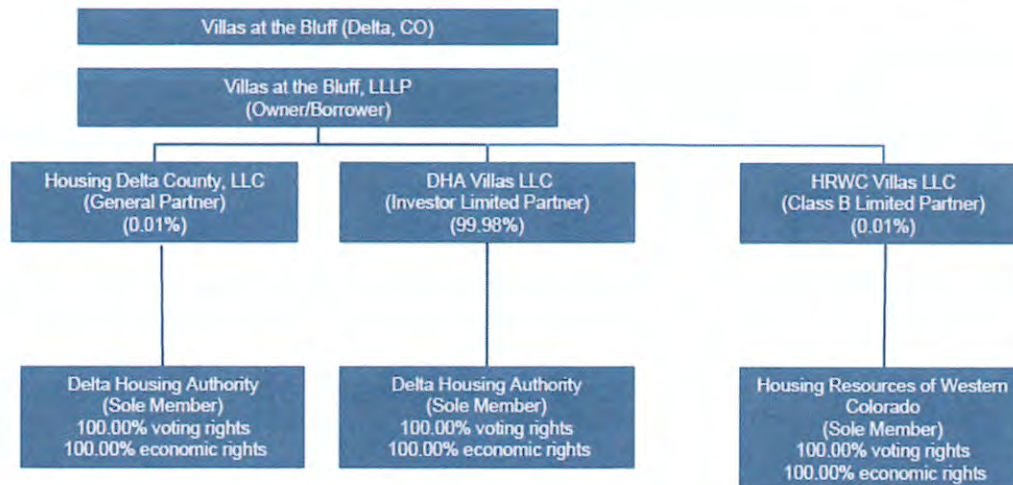 Villas at the Bluff (Delta, CO)
Villas at the Bluff, LLLP
(Owner/Borrower)
Housing Delta County, LLC
(General Partner)
(0.01%)
DHA Villas LLC
(Investor Limited Partner)
(99.98%)
HRWC Villas LLC
(Class B Limited Partner)
(0.01%)
Delta Housing Authority
(Sole Member)
100.00% voting rights
100.00% economic rights
Delta Housing Authority
(Sole Member)
100.00% voting rights
100.00% economic rights
Housing Resources of Western
Colorado
(Sole Member)
100.00% voting rights
100.00% economic rights